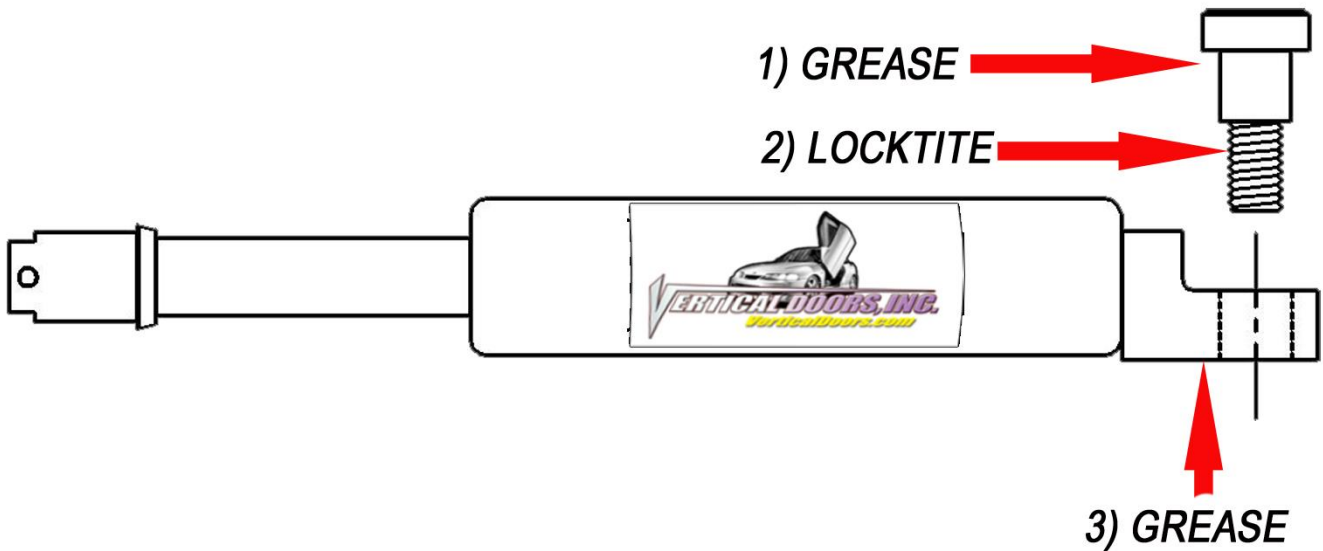 1) GREASE
2) LOCKTITE
VERTICAL DOORS, INC.
VerticalDoors.com
3) GREASE